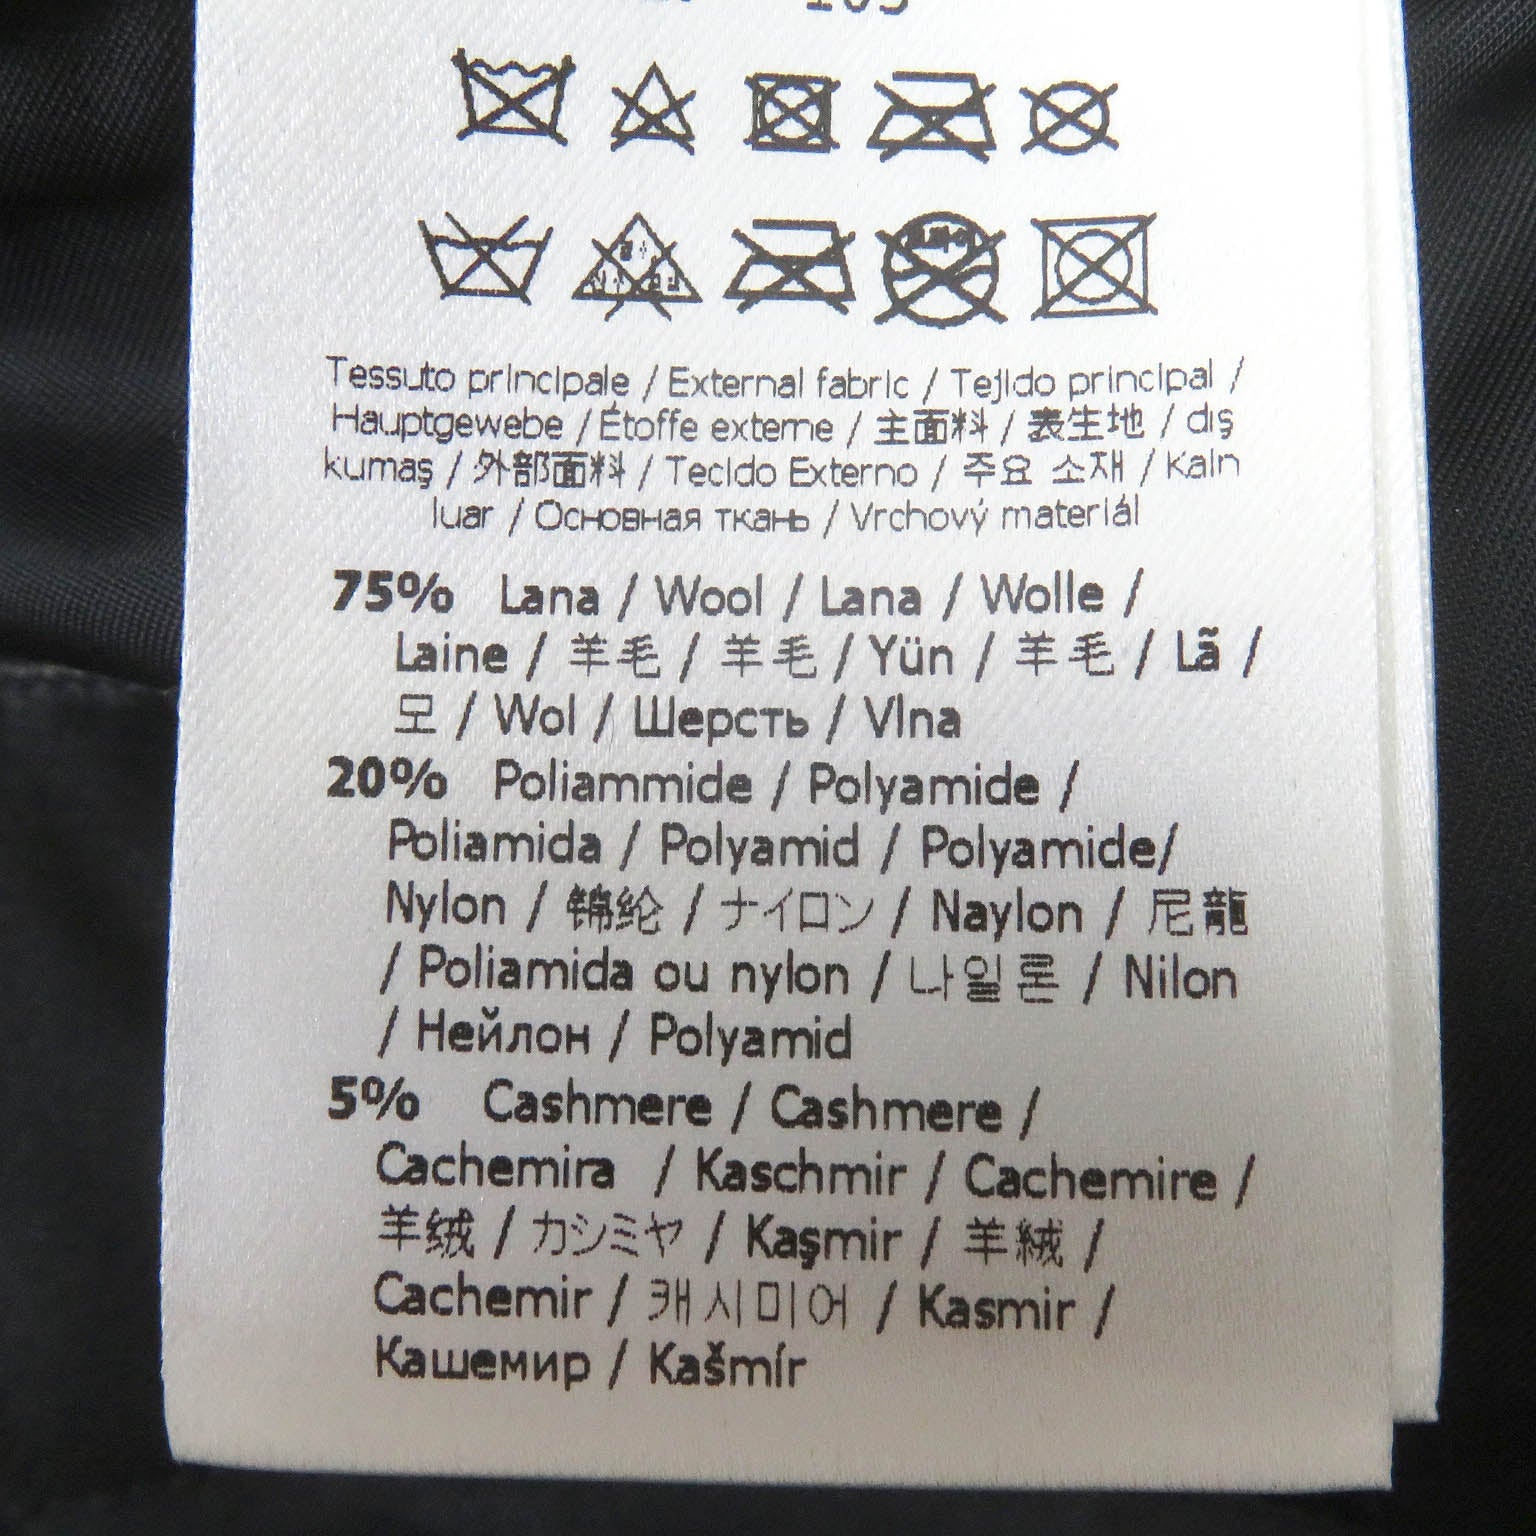 Tessuto principale / External fabric / Tejido principal /
Hauptgewebe / Étoffe externe / 主面料 / 表生地 / dış
kumaş / 外部面料 / Tecido Externo / 주요 소재 / Kain
luar / Основная ткань / Vrchový materiál
75% Lana / Wool / Lana / Wolle /
Laine / 羊毛 / 羊毛 / Yün / 羊毛 / Lã /
모 / Wol / Шерсть / Vlna
20% Poliammide / Polyamide /
Poliamida / Polyamid / Polyamide/
Nylon / 锦纶 / ナイロン / Naylon / 尼龍
/ Poliamida ou nylon / 나일론 / Nilon
/ Нейлон / Polyamid
5% Cashmere / Cashmere /
Cachemira / Kaschmir / Cachemire /
羊绒 / カシミヤ / Kaşmir / 羊絨 /
Cachemir / 캐시미어 / Kasmir /
Кашемир / Kašmír